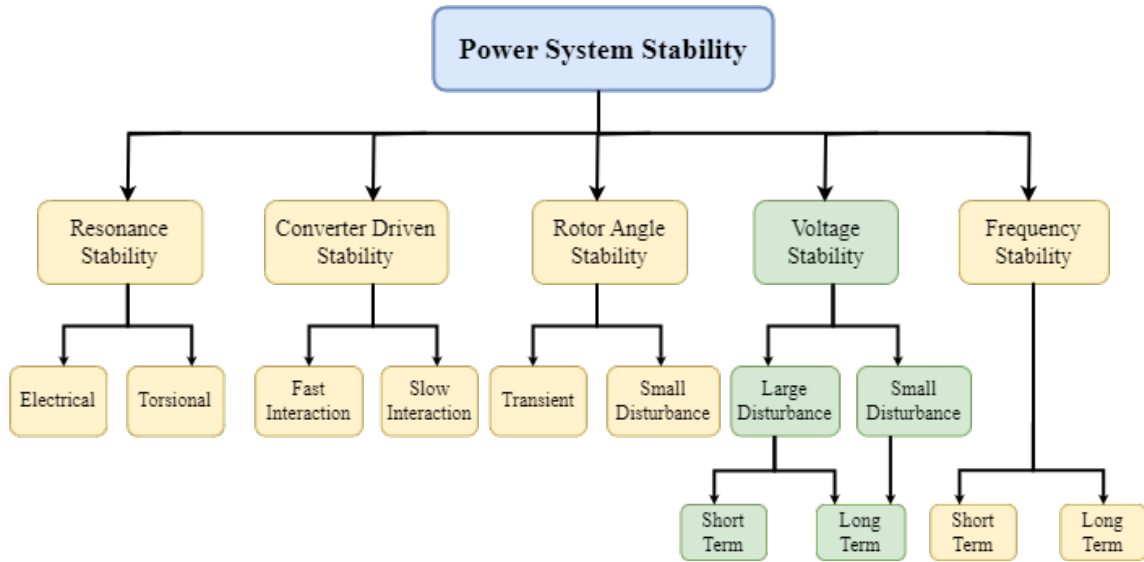 Power System Stability
Resonance
Stability
Converter Driven
Stability
Rotor Angle
Stability
Voltage
Stability
Frequency
Stability
Electrical
Torsional
Fast
Interaction
Slow
Interaction
Transient
Small
Disturbance
Large
Disturbance
Small
Disturbance
Short
Term
Long
Term
Short
Term
Long
Term